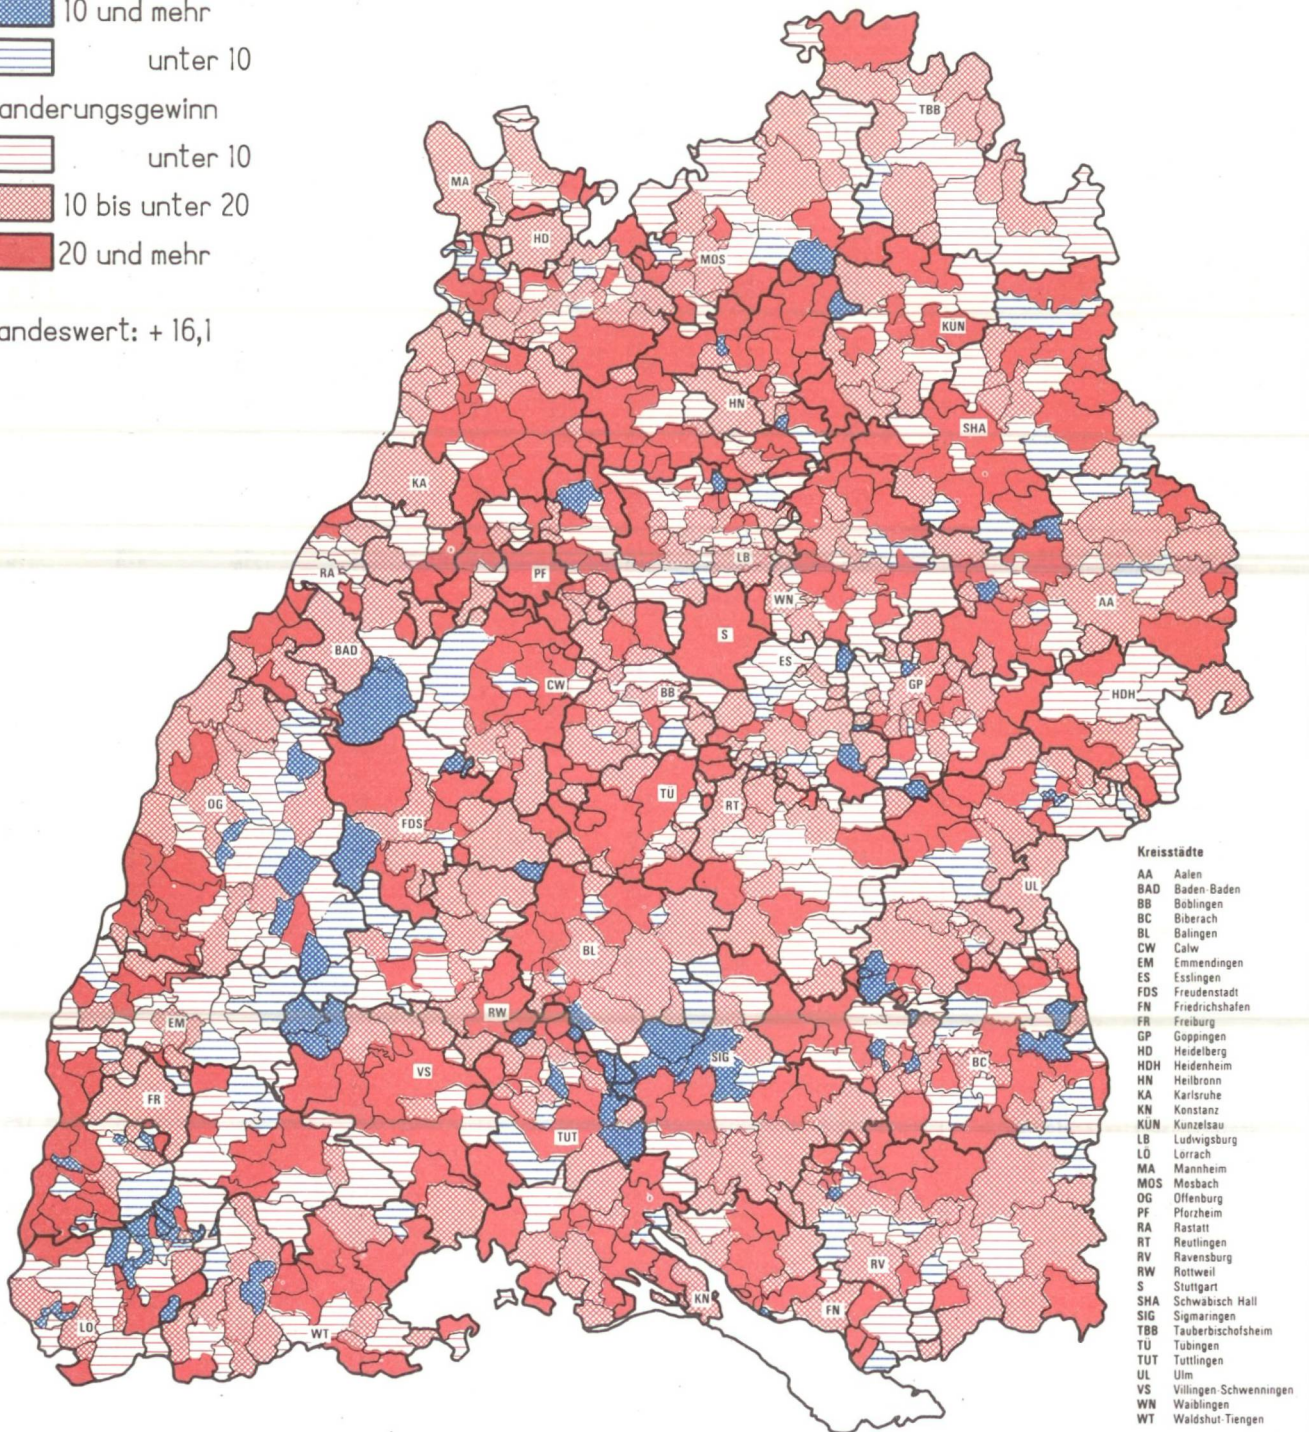 10 und mehr
unter 10
anderungsgewinn
unter 10
10 bis unter 20
20 und mehr
andeswert: + 16,1
TBB
MA
HD
MOS
KÜN
HN
SHA
KA
LB
RA
PF
AA
WN
S
BAD
ES
CW
BB
GP
HDH
TÜ
RT
OG
FDS
UL
BL
RW
EM
SIG
BC
VS
FR
TUT
b
RV
KN
FN
LÖ
WT
Kreisstädte
AA Aalen
BAD Baden-Baden
BB Böblingen
BC Biberach
BL Balingen
CW Calw
EM Emmendingen
ES Esslingen
FDS Freudenstadt
FN Friedrichshafen
FR Freiburg
GP Göppingen
HD Heidelberg
HDH Heidenheim
HN Heilbronn
KA Karlsruhe
KN Konstanz
KÜN Künzelsau
LB Ludwigsburg
LÖ Lörrach
MA Mannheim
MOS Mosbach
OG Offenburg
PF Pforzheim
RA Rastatt
RT Reutlingen
RV Ravensburg
RW Rottweil
S Stuttgart
SHA Schwäbisch Hall
SIG Sigmaringen
TBB Tauberbischofsheim
TÜ Tübingen
TUT Tuttlingen
UL Ulm
VS Villingen-Schwenningen
WN Waiblingen
WT Waldshut-Tiengen